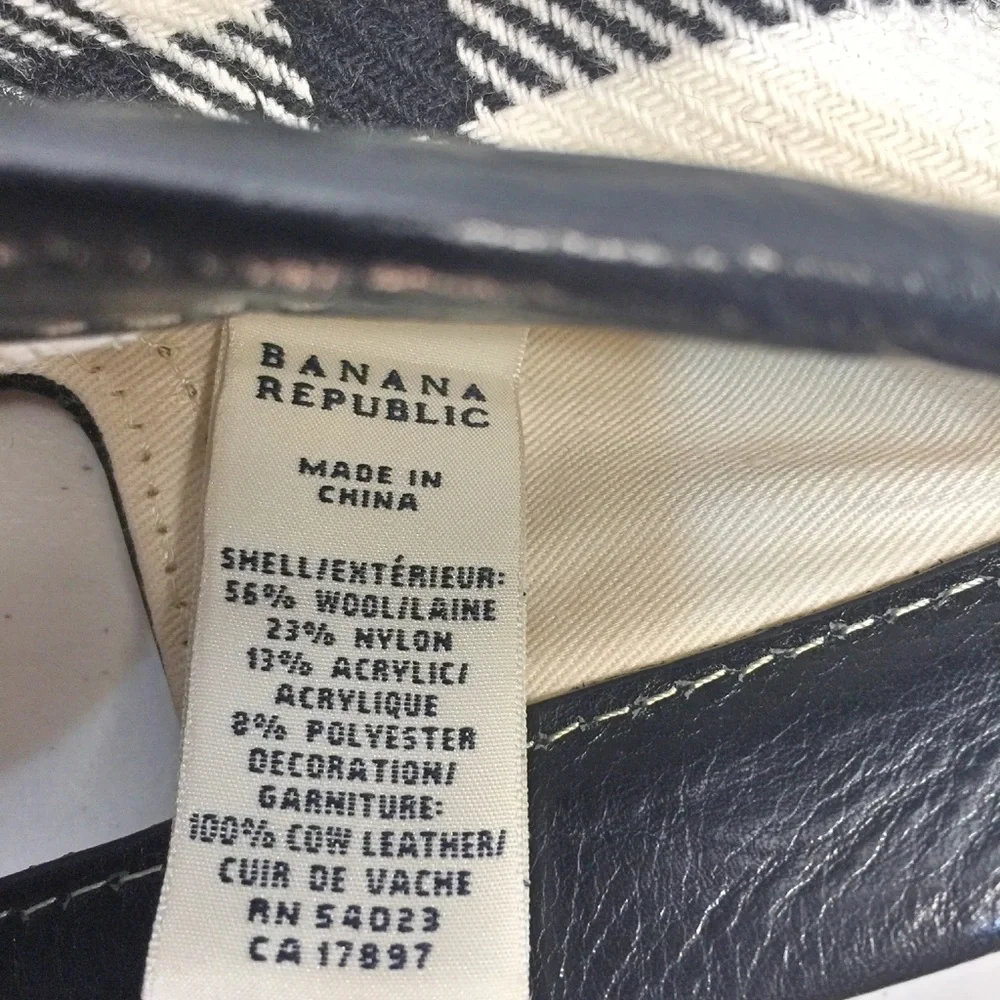 BANANA
REPUBLIC
MADE IN
CHINA
SHELL/EXTÉRIEUR:
56% WOOL/LAINE
23% NYLON
13% ACRYLIC/
ACRYLIQUE
8% POLYESTER
DECORATION/
GARNITURE:
100% COW LEATHER/
CUIR DE VACHE
RN 54023
CA 17897